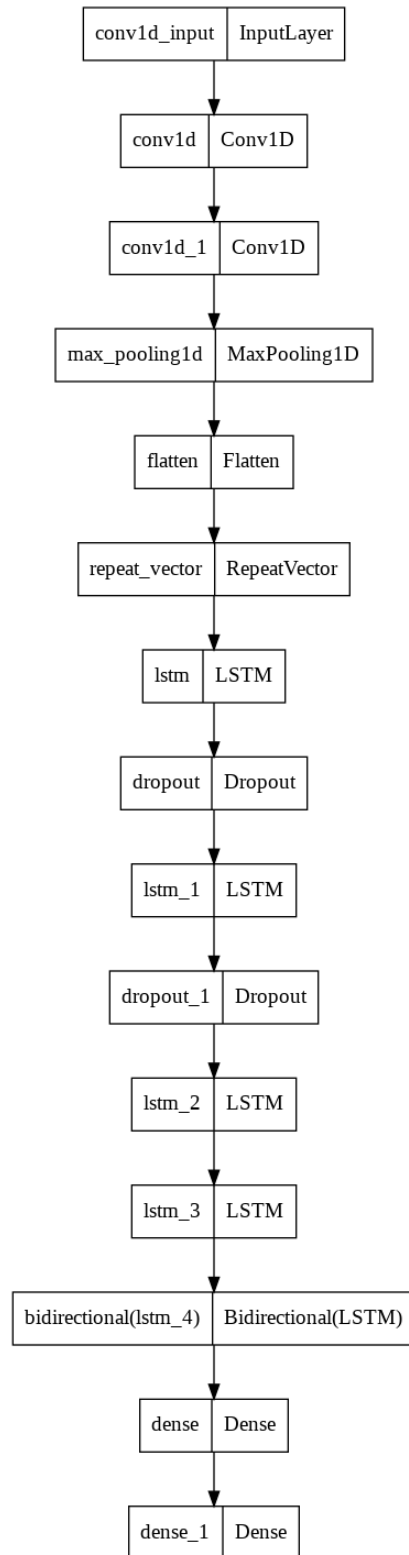 conv1d_input InputLayer
conv1d Conv1D
conv1d_1 Conv1D
max_pooling1d MaxPooling1D
flatten Flatten
repeat_vector RepeatVector
lstm LSTM
dropout Dropout
lstm_1 LSTM
dropout_1 Dropout
lstm_2 LSTM
lstm_3 LSTM
bidirectional(lstm_4) Bidirectional(LSTM)
dense Dense
dense_1 Dense